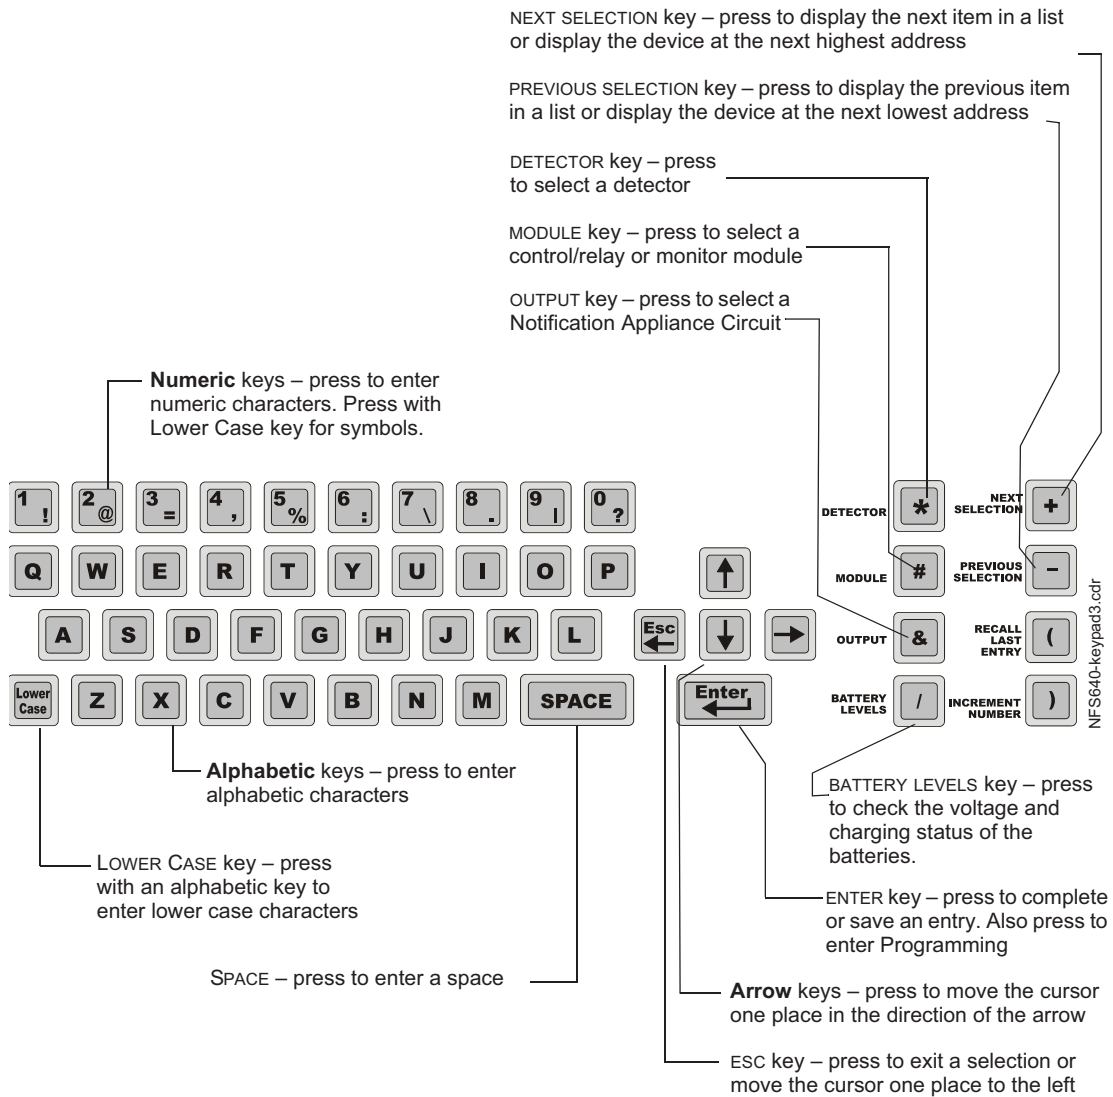 NEXT SELECTION key – press to display the next item in a list
or display the device at the next highest address
PREVIOUS SELECTION key – press to display the previous item
in a list or display the device at the next lowest address
DETECTOR key – press
to select a detector
MODULE key – press to select a
control/relay or monitor module
OUTPUT key – press to select a
Notification Appliance Circuit
Numeric keys – press to enter
numeric characters. Press with
Lower Case key for symbols.
1 ! 2 @ 3 = 4 , 5 % 6 : 7 \ 8 . 9 | 0 ?
DETECTOR * NEXT SELECTION +
Q W E R T Y U I O P
MODULE # PREVIOUS SELECTION –
A S D F G H J K L
Esc
OUTPUT & RECALL LAST ENTRY (
Lower Case Z X C V B N M SPACE
Enter
BATTERY LEVELS / INCREMENT NUMBER )
NFS640-keypad3.cdr
Alphabetic keys – press to enter
alphabetic characters
BATTERY LEVELS key – press
to check the voltage and
charging status of the
batteries.
LOWER CASE key – press
with an alphabetic key to
enter lower case characters
ENTER key – press to complete
or save an entry. Also press to
enter Programming
SPACE – press to enter a space
Arrow keys – press to move the cursor
one place in the direction of the arrow
ESC key – press to exit a selection or
move the cursor one place to the left